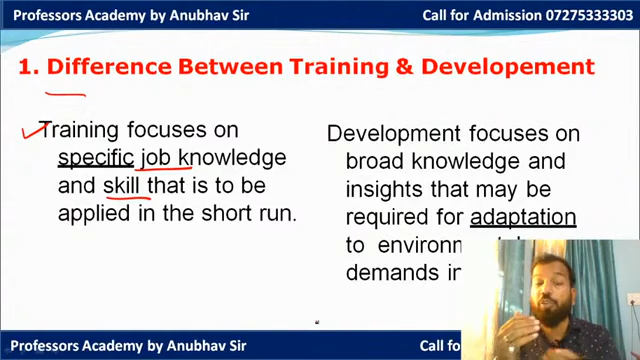 Professors Academy by Anubhav Sir Call for Admission 07275333303
1. Difference Between Training & Developement
Training focuses on
specific job knowledge
and skill that is to be
applied in the short run.
Development focuses on
broad knowledge and
insights that may be
required for adaptation
to
demands in
Professors Academy by Anubhav Sir Call for